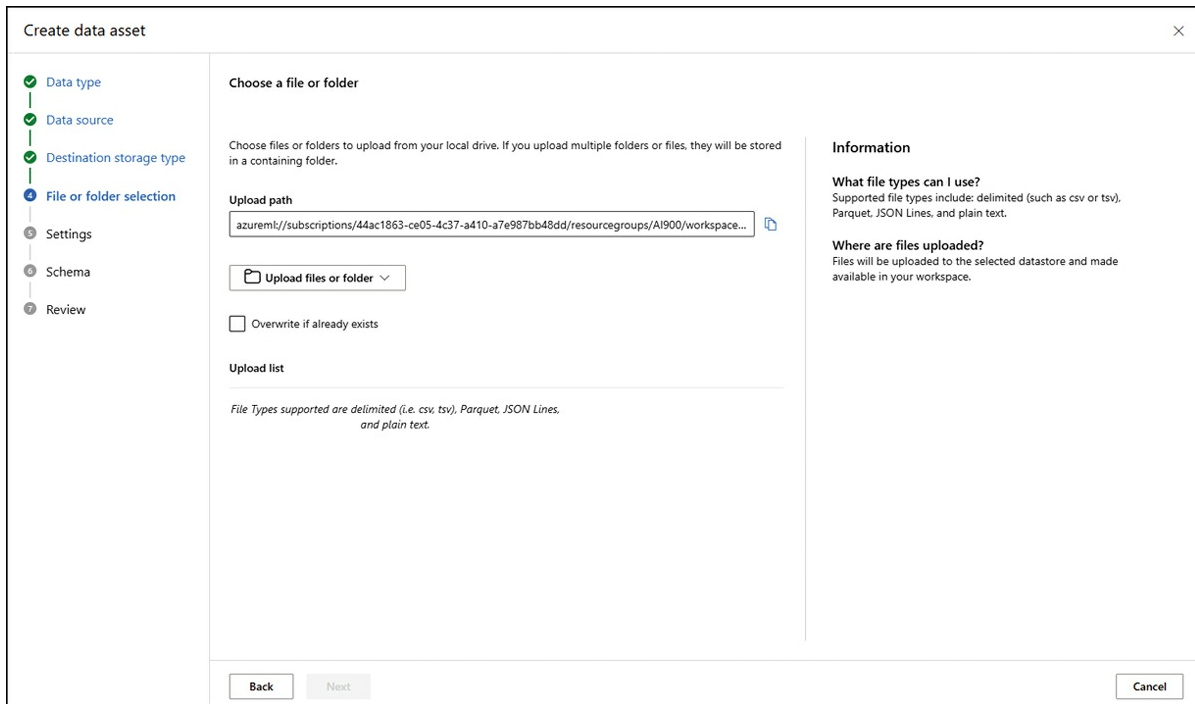 Create data asset
Data type
Data source
Destination storage type
4 File or folder selection
5 Settings
6 Schema
7 Review
Choose a file or folder
Choose files or folders to upload from your local drive. If you upload multiple folders or files, they will be stored
in a containing folder.
Upload path
azureml://subscriptions/44ac1863-ce05-4c37-a410-a7e987bb48dd/resourcegroups/AI900/workspace...
Upload files or folder
Overwrite if already exists
Upload list
File Types supported are delimited (i.e. csv, tsv), Parquet, JSON Lines,
and plain text.
Information
What file types can I use?
Supported file types include: delimited (such as csv or tsv),
Parquet, JSON Lines, and plain text.
Where are files uploaded?
Files will be uploaded to the selected datastore and made
available in your workspace.
Back
Next
Cancel